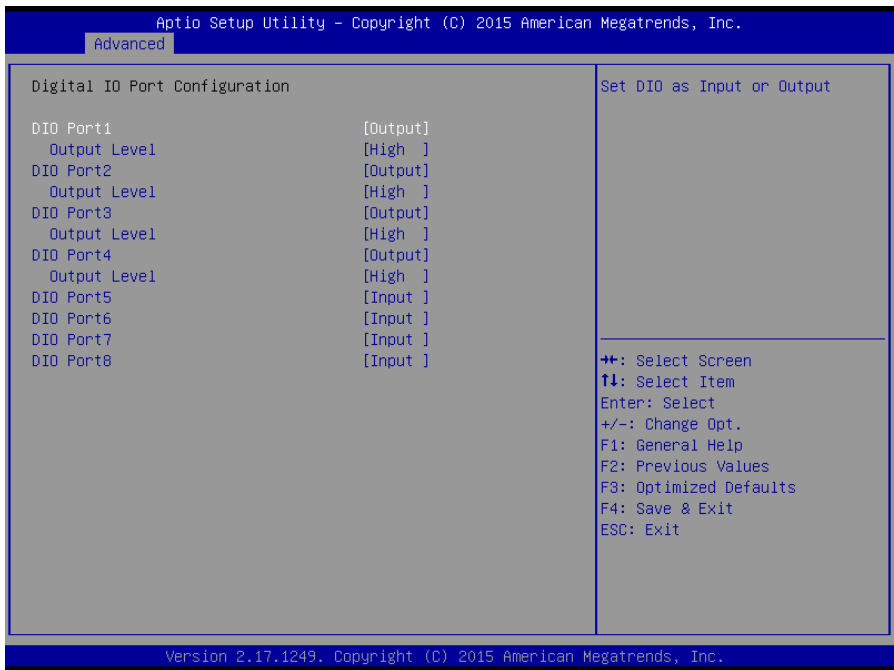 Aptio Setup Utility – Copyright (C) 2015 American Megatrends, Inc.
Advanced
Digital IO Port Configuration
DIO Port1 [Output]
Output Level [High ]
DIO Port2 [Output]
Output Level [High ]
DIO Port3 [Output]
Output Level [High ]
DIO Port4 [Output]
Output Level [High ]
DIO Port5 [Input ]
DIO Port6 [Input ]
DIO Port7 [Input ]
DIO Port8 [Input ]
Set DIO as Input or Output
→←: Select Screen
↑↓: Select Item
Enter: Select
+/-: Change Opt.
F1: General Help
F2: Previous Values
F3: Optimized Defaults
F4: Save & Exit
ESC: Exit
Version 2.17.1249. Copyright (C) 2015 American Megatrends, Inc.